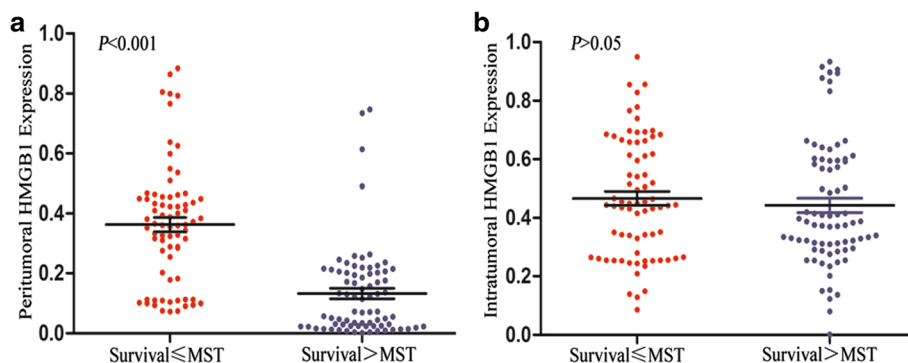 a
P<0.001
Peritumoral HMGB1 Expression
1.0
0.8
0.6
0.4
0.2
0.0
Survival≤MST
Survival>MST
b
P>0.05
Intratumoral HMGB1 Expression
1.0
0.8
0.6
0.4
0.2
0.0
Survival≤MST
Survival>MST